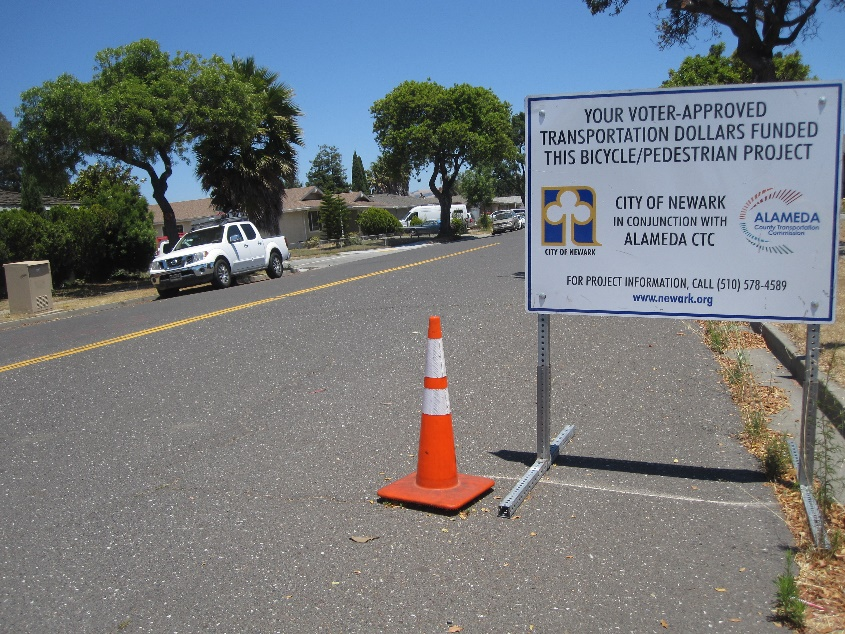 YOUR VOTER-APPROVED
TRANSPORTATION DOLLARS FUNDED
THIS BICYCLE/PEDESTRIAN PROJECT
CITY OF NEWARK
CITY OF NEWARK
IN CONJUNCTION WITH
ALAMEDA CTC
ALAMEDA
County Transportation
Commission
FOR PROJECT INFORMATION, CALL (510) 578-4589
www.newark.org